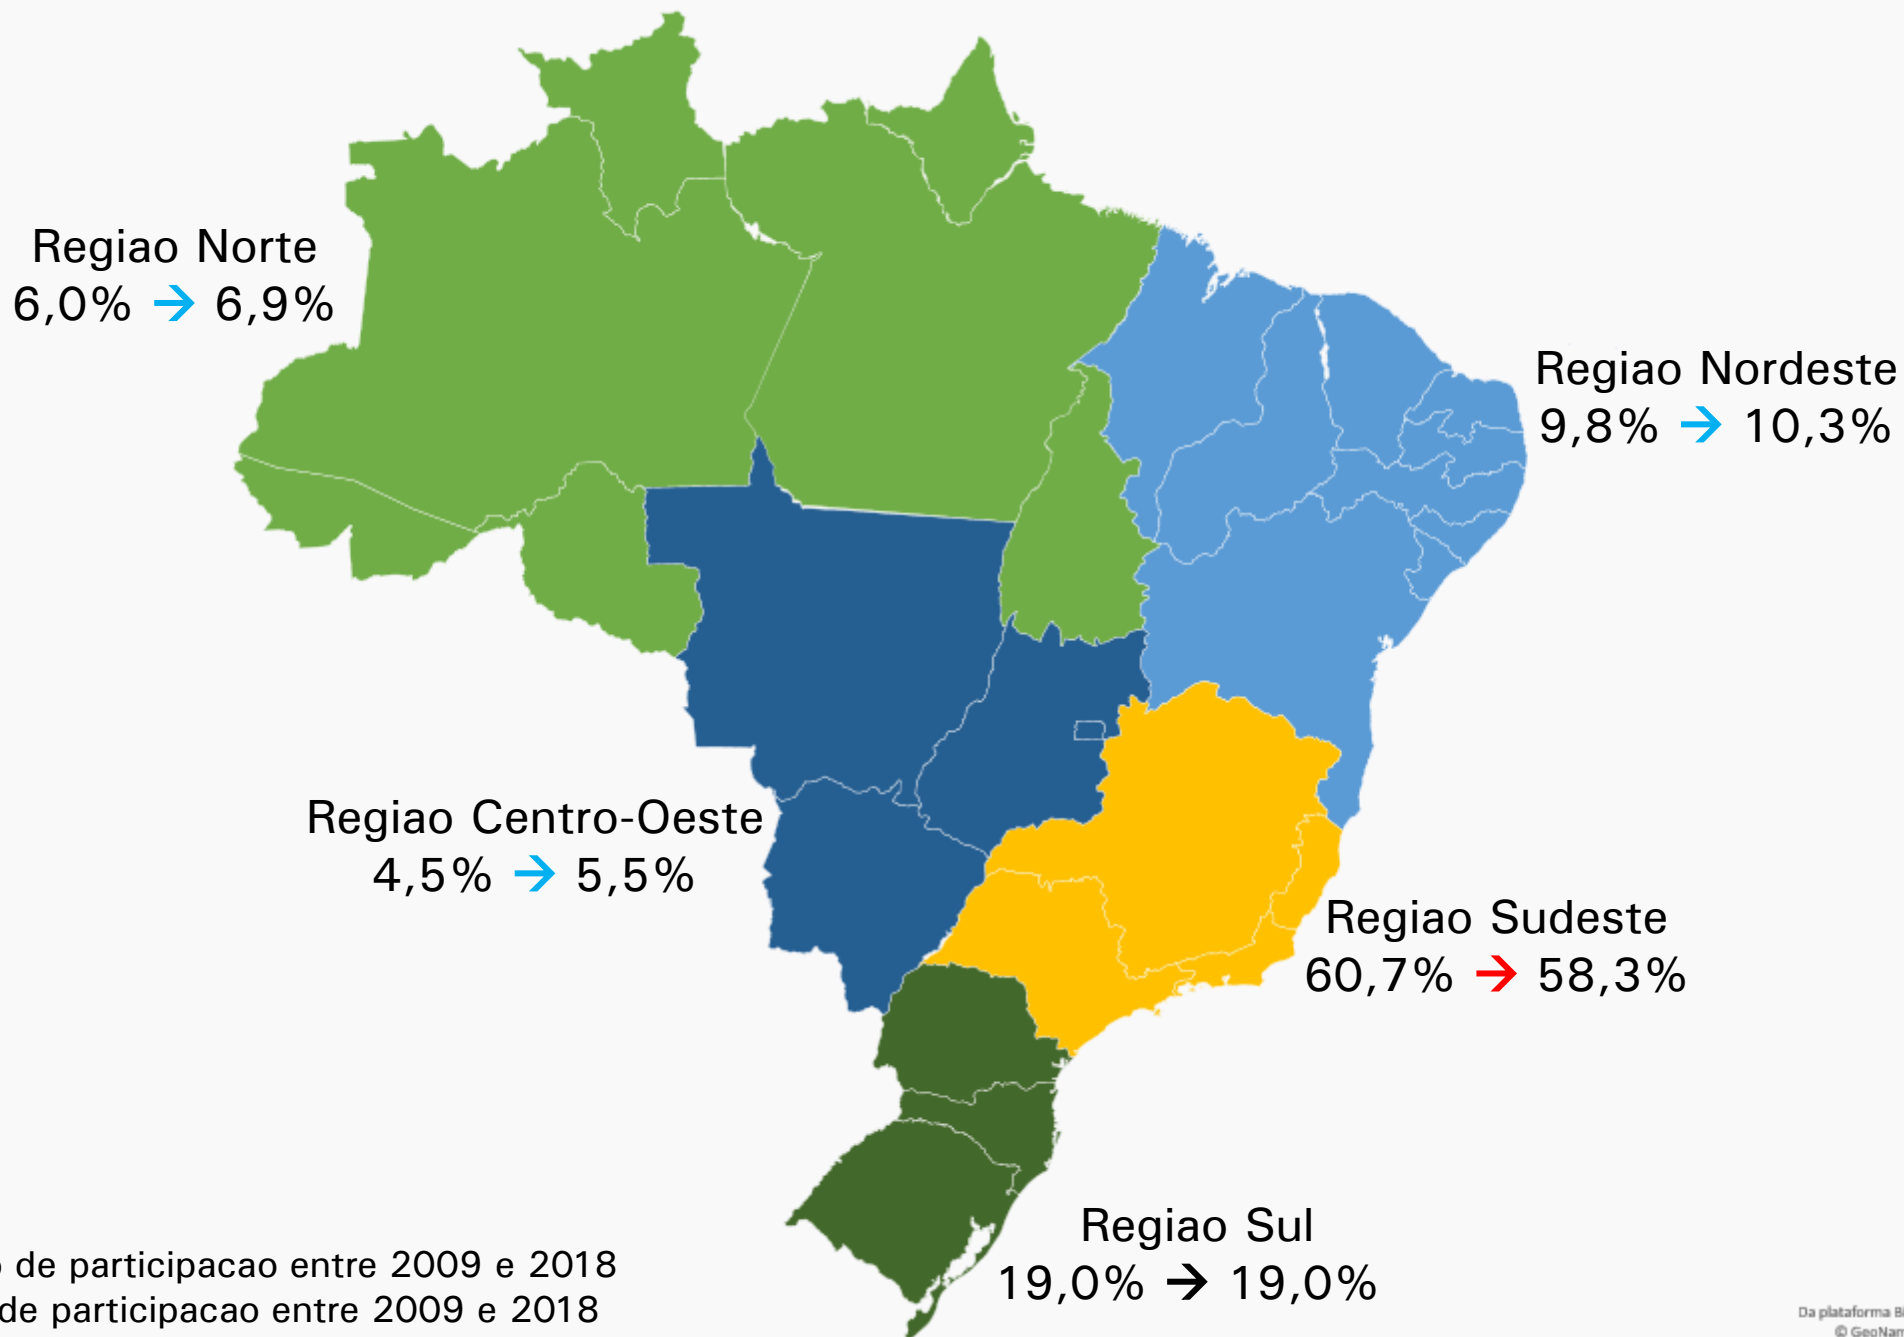 Regiao Norte
6,0% → 6,9%
Regiao Nordeste
9,8% → 10,3%
Regiao Centro-Oeste
4,5% → 5,5%
Regiao Sudeste
60,7% → 58,3%
Regiao Sul
19,0% → 19,0%
de participacao entre 2009 e 2018
de participacao entre 2009 e 2018
Da plataforma
©